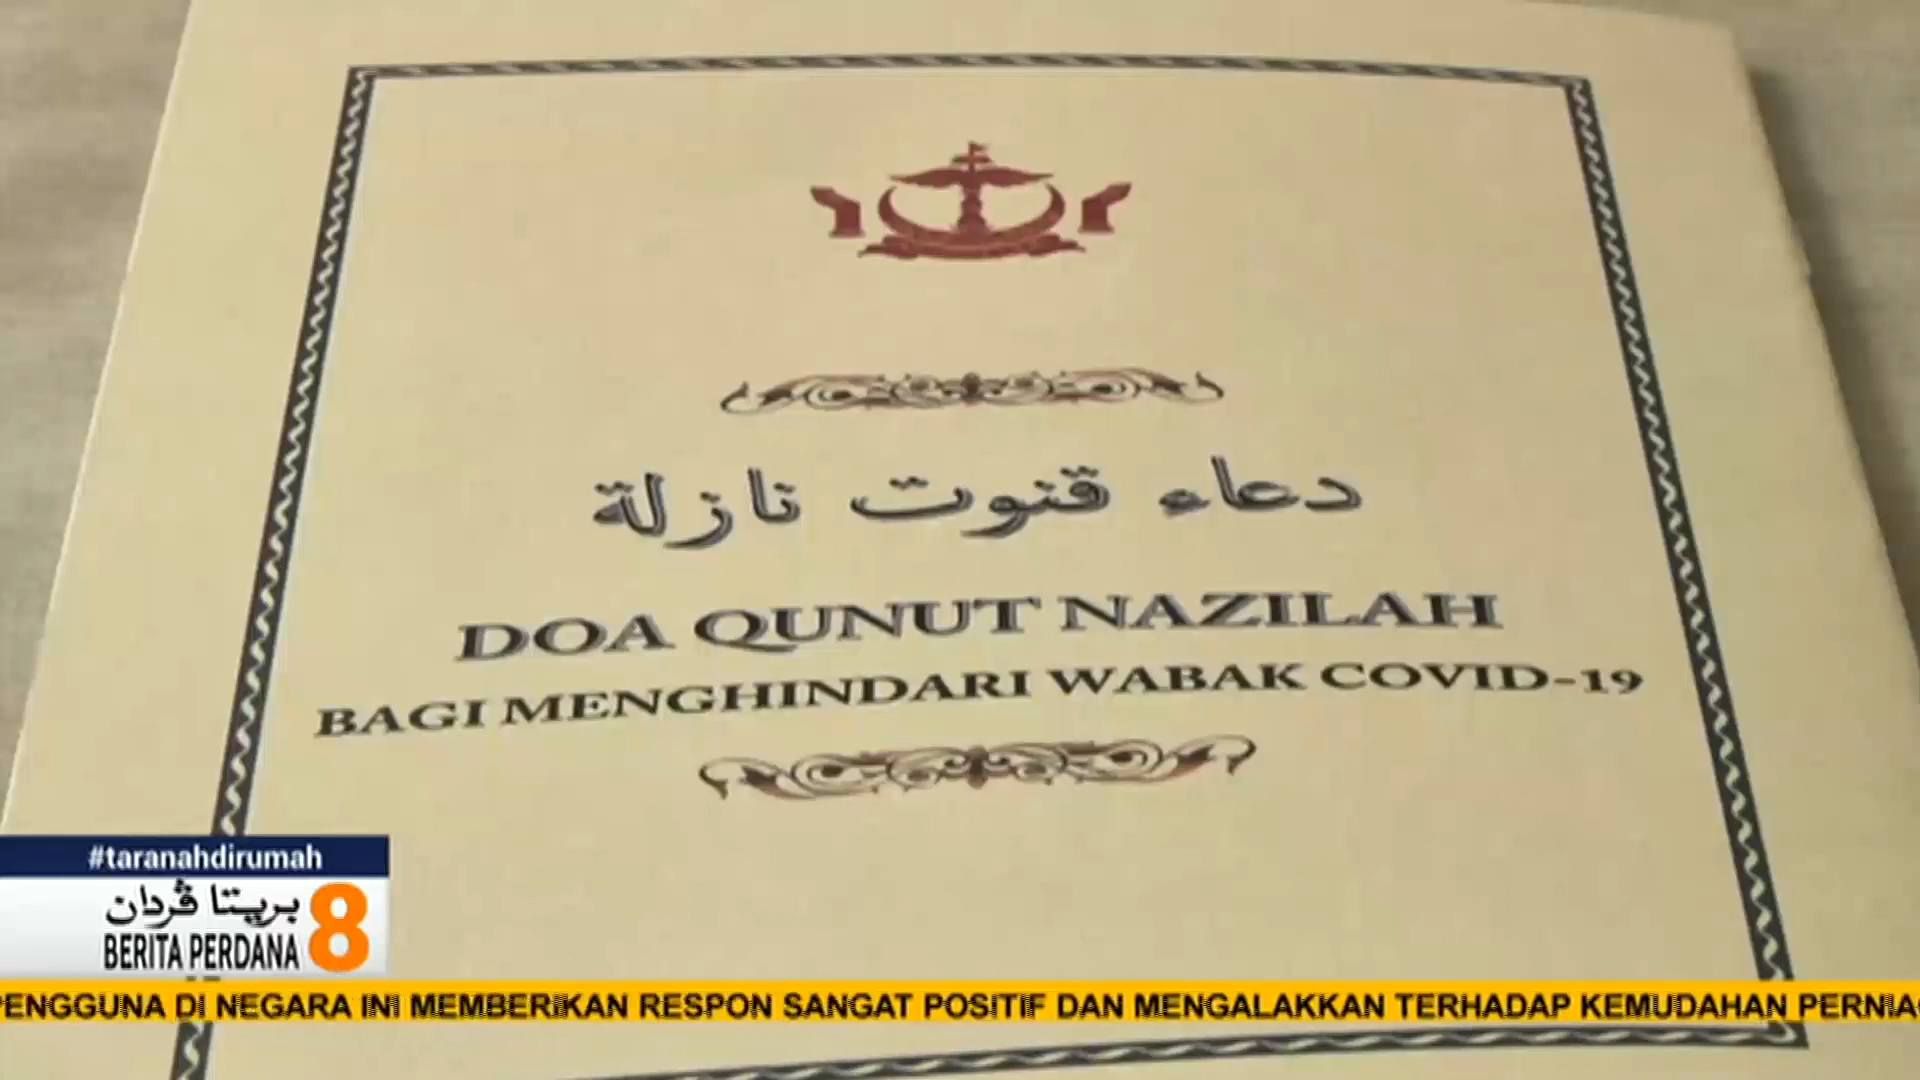 دعاء قنوت نازلة
DOA QUNUT NAZILAH
BAGI MENGHINDARI WABAK COVID-19
#taranahdirumah
بريتا ڤردان
BERITA PERDANA
8
PENGGUNA DI NEGARA INI MEMBERIKAN RESPON SANGAT POSITIF DAN MENGALAKKAN TERHADAP KEMUDAHAN